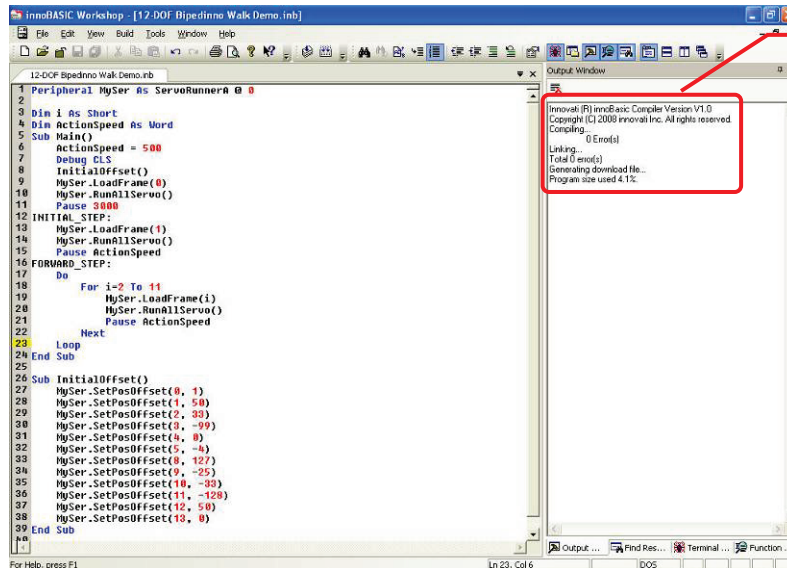 innoBASIC Workshop - [12-DOF Bipedinno Walk Demo.inb]
File Edit View Build Tools Window Help
12-DOF Bipedinno Walk Demo.inb
Output Window
1 Peripheral MySer As ServoRunnerA @ 0
2
3 Dim i As Short
4 Dim ActionSpeed As Word
5 Sub Main()
6 ActionSpeed = 500
7 Debug CLS
8 InitialOffset()
9 MySer.LoadFrame(0)
10 MySer.RunAllServo()
11 Pause 3000
12 INITIAL_STEP:
13 MySer.LoadFrame(1)
14 MySer.RunAllServo()
15 Pause ActionSpeed
16 FORWARD_STEP:
17 Do
18 For i=2 To 11
19 MySer.LoadFrame(i)
20 MySer.RunAllServo()
21 Pause ActionSpeed
22 Next
23 Loop
24 End Sub
25
26 Sub InitialOffset()
27 MySer.SetPosOffset(0, 1)
28 MySer.SetPosOffset(1, 50)
29 MySer.SetPosOffset(2, 33)
30 MySer.SetPosOffset(3, -99)
31 MySer.SetPosOffset(4, 0)
32 MySer.SetPosOffset(5, -4)
33 MySer.SetPosOffset(8, 127)
34 MySer.SetPosOffset(9, -25)
35 MySer.SetPosOffset(10, -33)
36 MySer.SetPosOffset(11, -128)
37 MySer.SetPosOffset(12, 50)
38 MySer.SetPosOffset(13, 0)
39 End Sub
40
Innovati (R) innoBasic Compiler Version V1.0
Copyright (C) 2008 innovati Inc. All rights reserved.
Compiling...
0 Error(s)
Linking...
Total 0 error(s)
Generating download file...
Program size used 4.1%.
Output ... Find Res... Terminal ... Function ..
For Help, press F1
Ln 23, Col 6
DOS